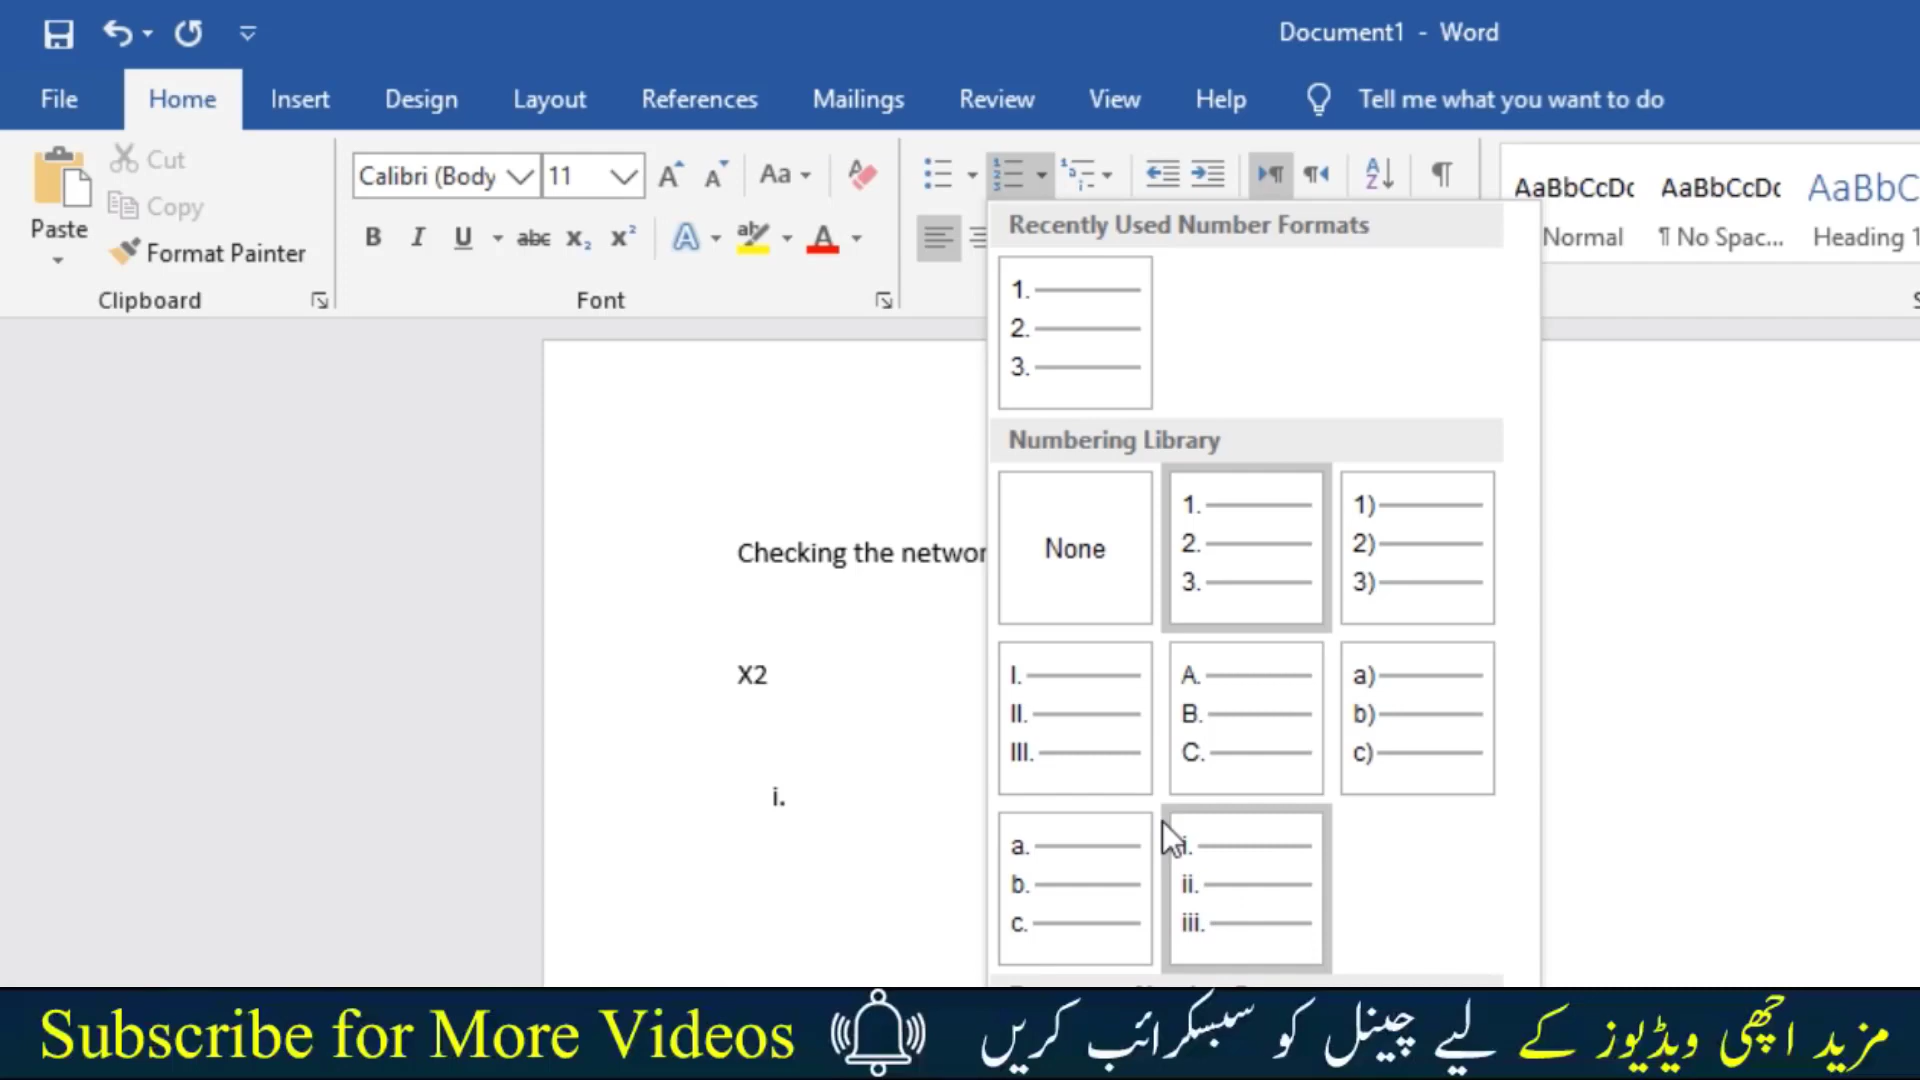 Document1 - Word
File Home Insert Design Layout References Mailings Review View Help Tell me what you want to do
Cut
Copy
Paste
Format Painter
Clipboard
Calibri (Body 11
Aa
B I U abc X₂ X² A A
Font
AaBbCcDc AaBbCcDc AaBbC
Normal ¶ No Spac... Heading 1
Recently Used Number Formats
1.
2.
3.
Numbering Library
None
1.
2.
3.
1)
2)
3)
I.
II.
III.
A.
B.
C.
a)
b)
c)
a.
b.
c.
i.
ii.
iii.
Checking the networ
X2
i.
Subscribe for More Videos
مزید اچھی ویڈیوز کے لیے چینل کو سبسکرائب کریں